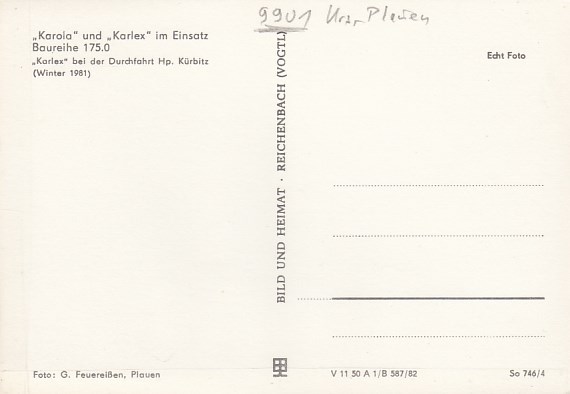 9901 Krs. Plauen
„Karola“ und „Karlex“ im Einsatz
Baureihe 175.0
„Karlex“ bei der Durchfahrt Hp. Kürbitz
(Winter 1981)
Echt Foto
BILD UND HEIMAT · REICHENBACH (VOGTL)
Foto: G. Feuereißen, Plauen
V 11 50 A 1/B 587/82
So 746/4